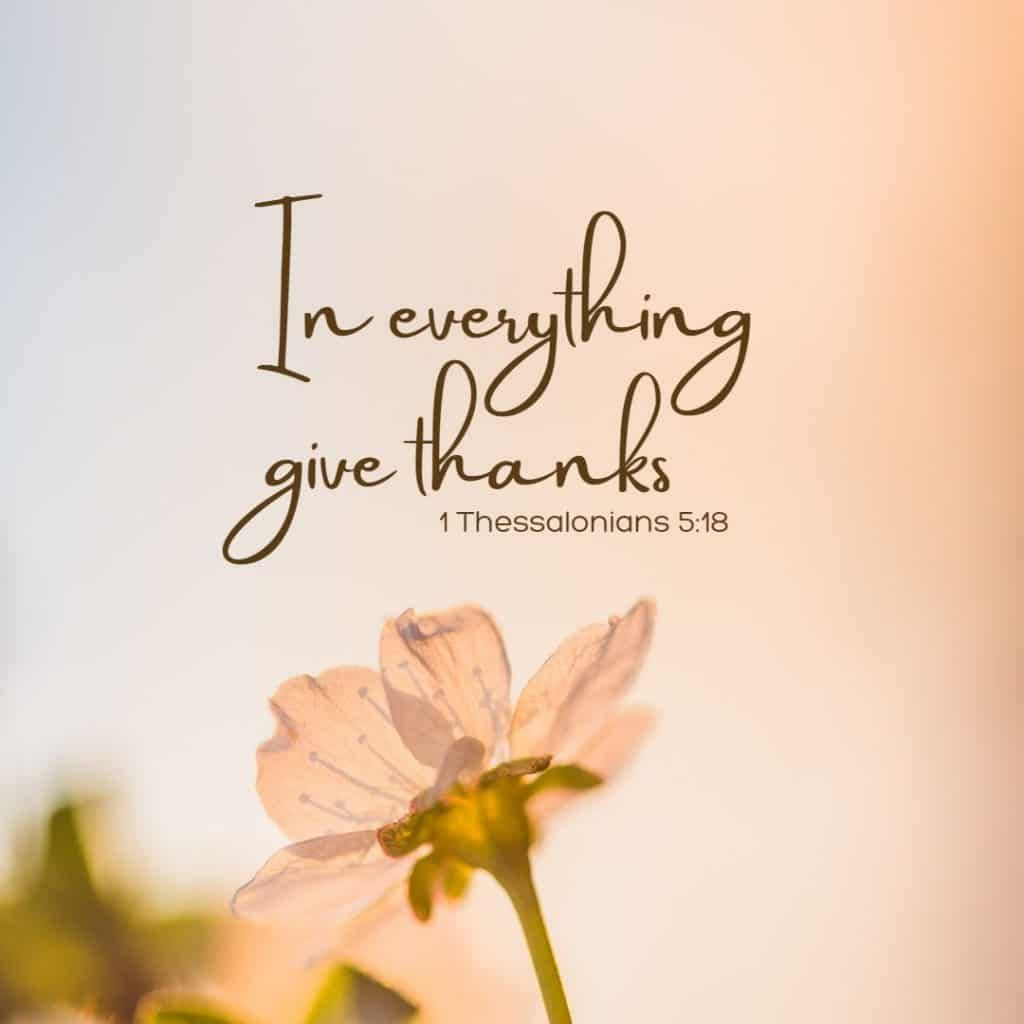 In everything
give thanks
1 Thessalonians 5:18